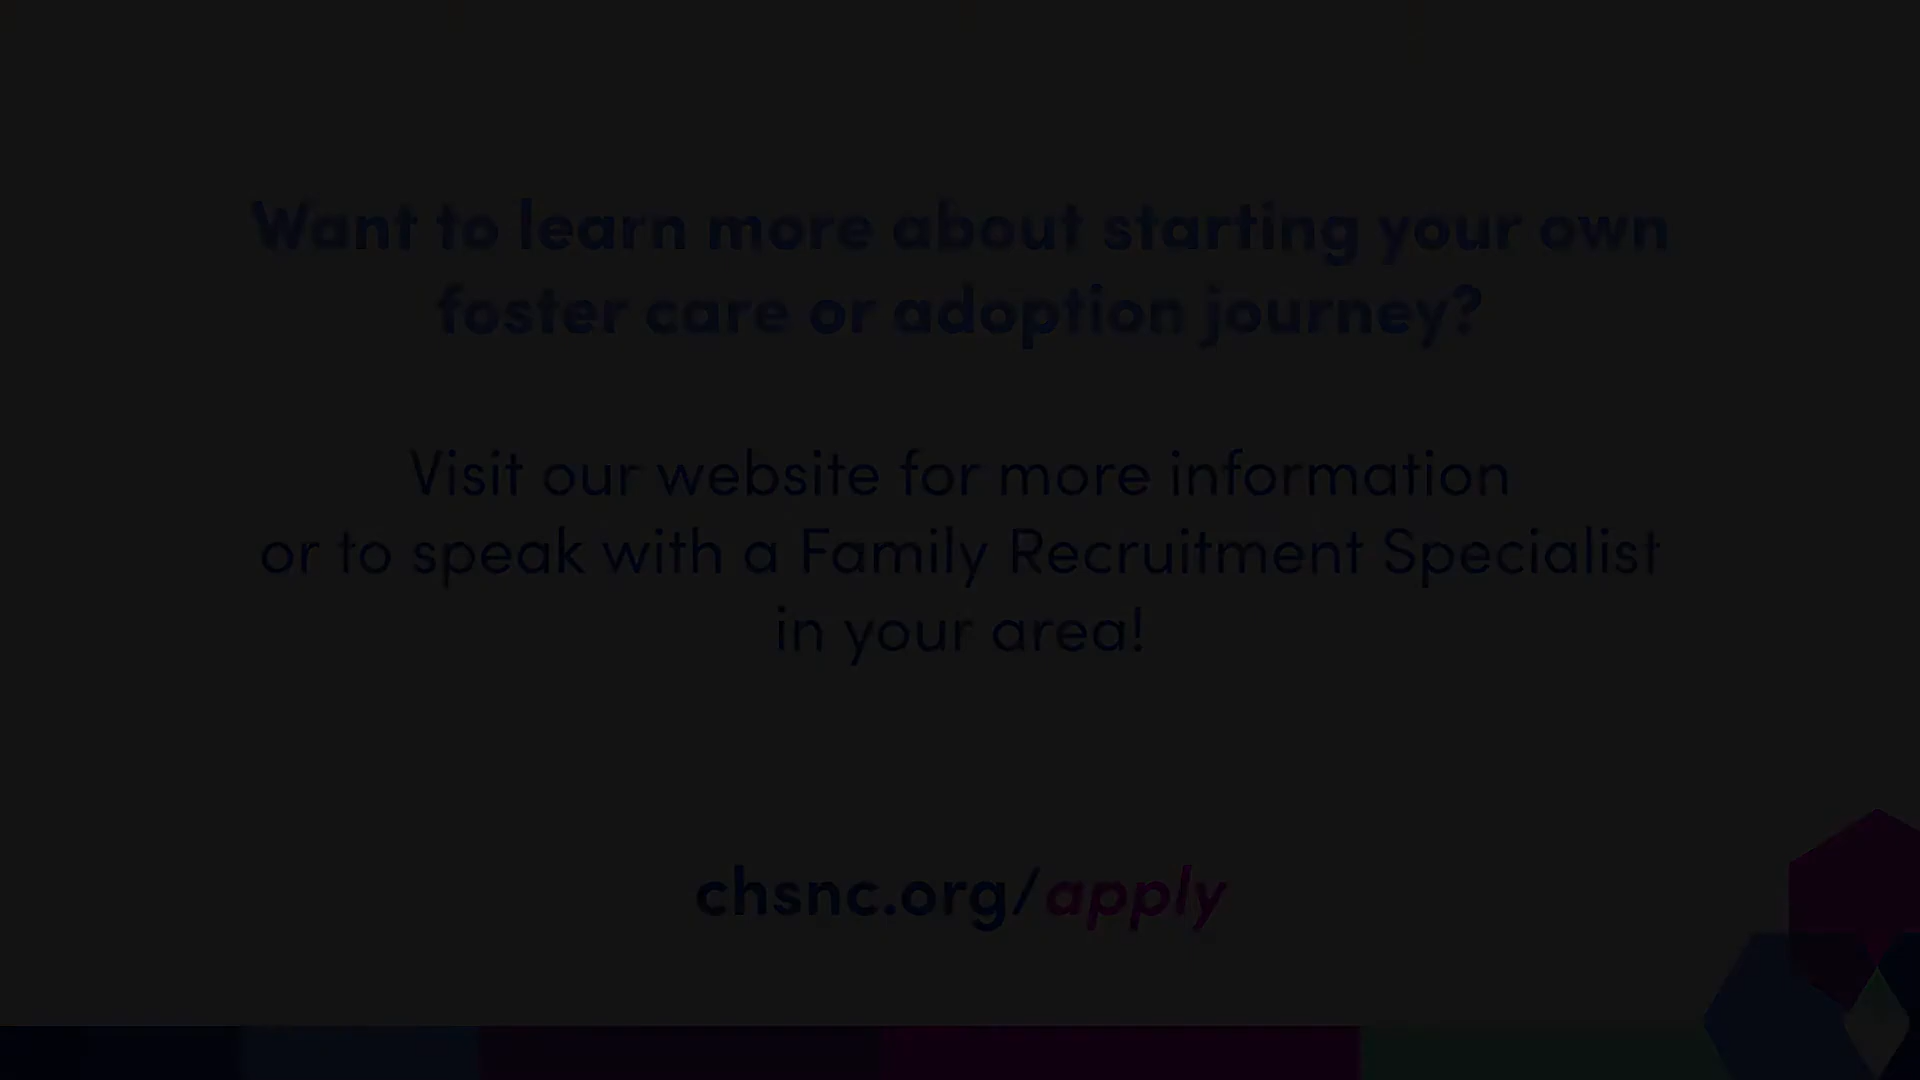 Want to learn more about starting your own
foster care or adoption journey?
Visit our website for more information
or to speak with a Family Recruitment Specialist
in your area!
chsnc.org/apply